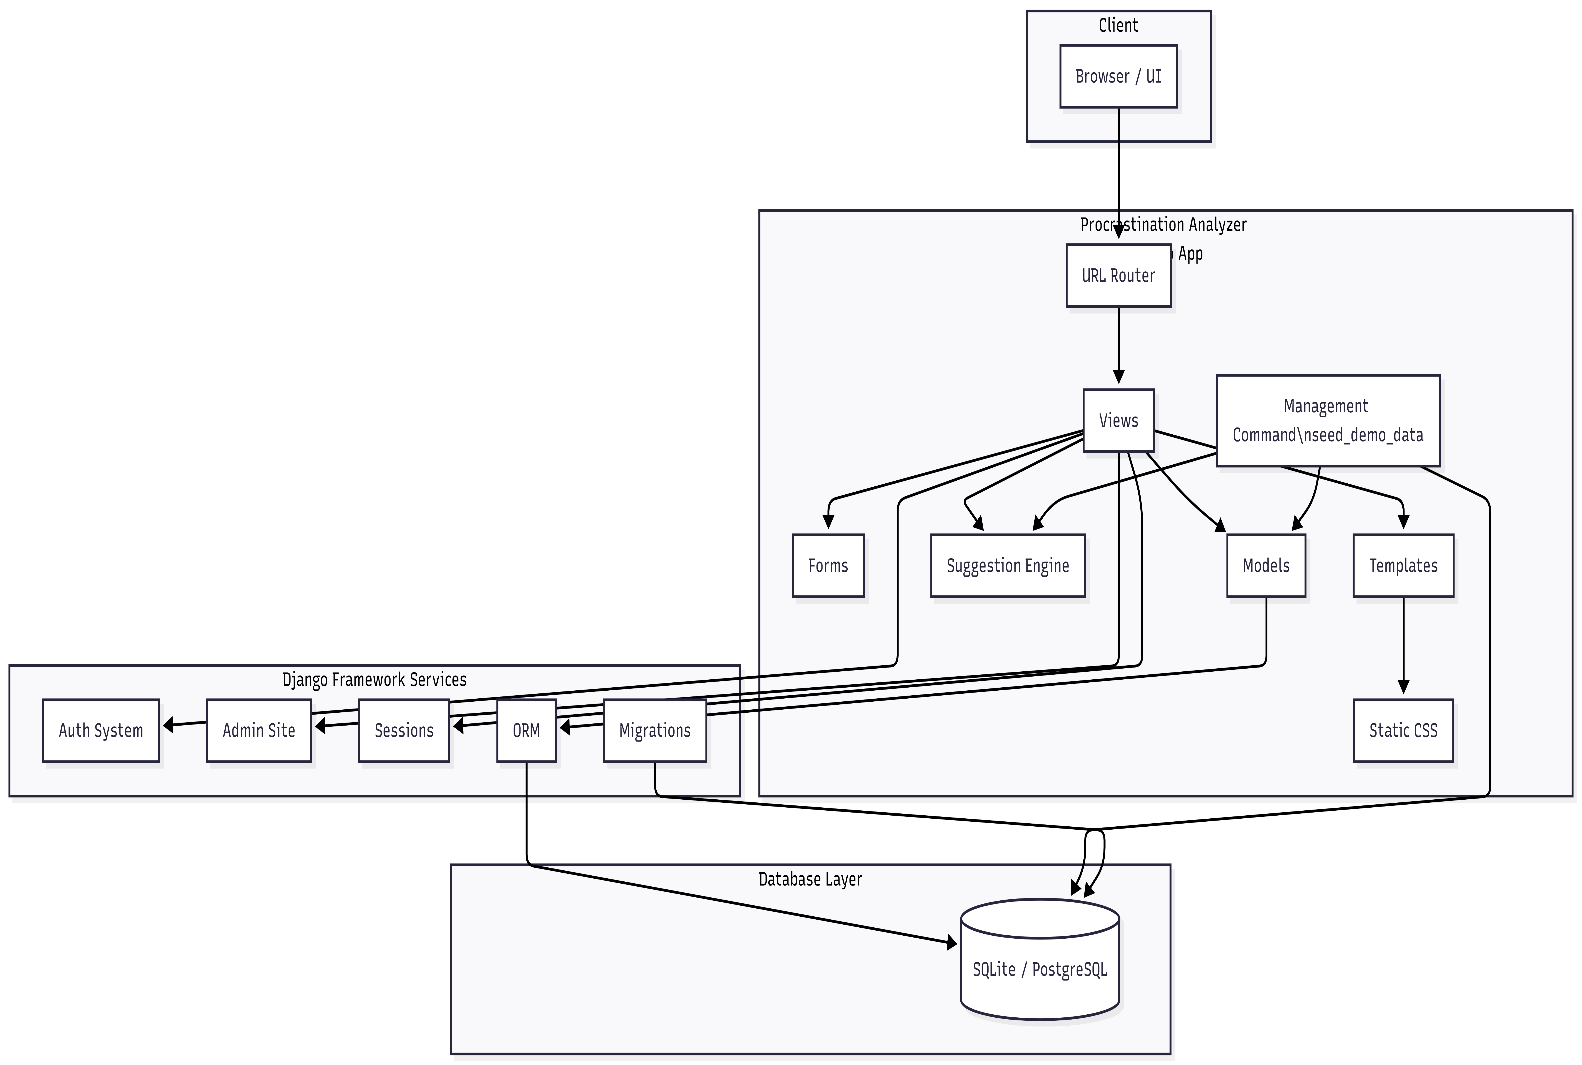 Client
Browser / UI
Procrastination Analyzer
App
URL Router
Views
Management
Command\nseed_demo_data
Forms
Suggestion Engine
Models
Templates
Django Framework Services
Auth System
Admin Site
Sessions
ORM
Migrations
Static CSS
Database Layer
SQLite / PostgreSQL